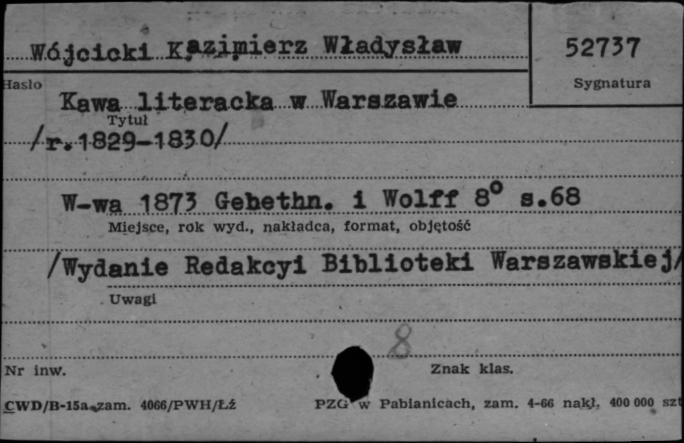 Wójcicki Kazimierz Władysław
52737
Hasło
Sygnatura
Kawa literacka w Warszawie
Tytuł
/r.1829-1830/
W-wa 1873 Gebethn. i Wolff 8° s.68
Miejsce, rok wyd., nakładca, format, objętość
/Wydanie Redakcyi Biblioteki Warszawskiej/
Uwagi
8
Nr inw.
Znak klas.
CWD/B-15a zam. 4066/PWH/Łż
PZG w Pabianicach, zam. 4-66 nakł. 400 000 szt